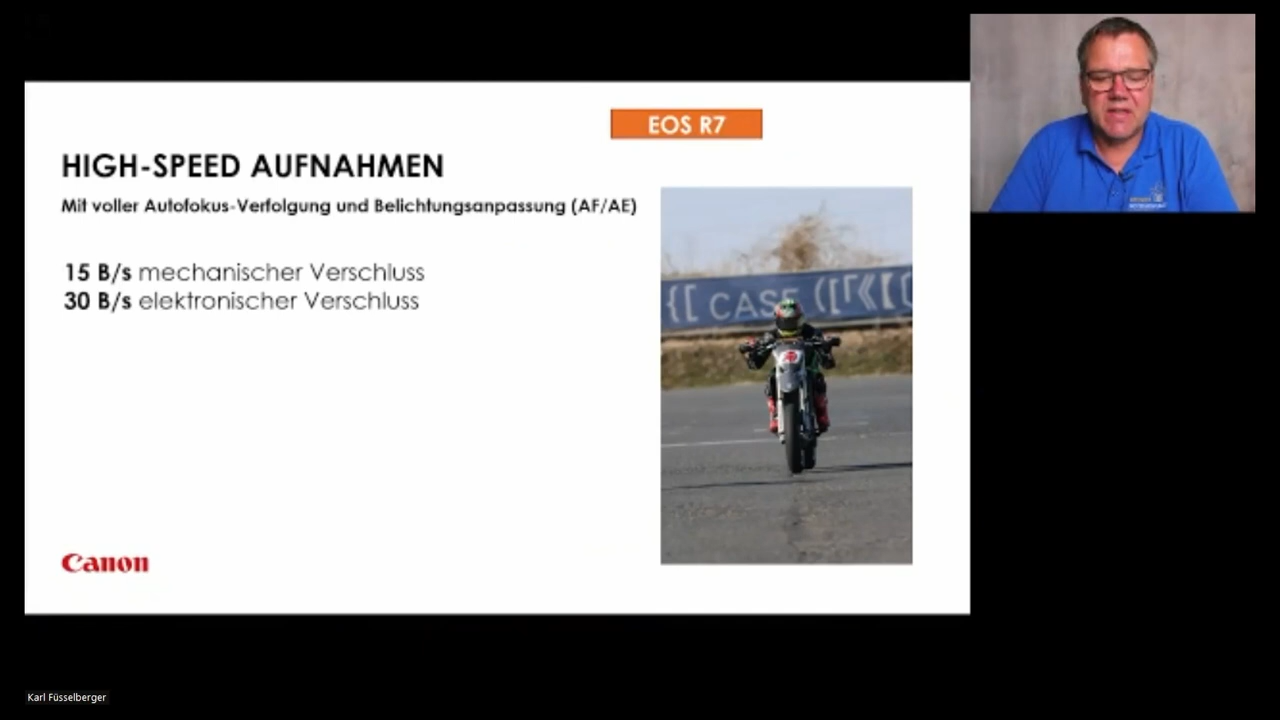 EOS R7
HIGH-SPEED AUFNAHMEN
Mit voller Autofokus-Verfolgung und Belichtungsanpassung (AF/AE)
15 B/s mechanischer Verschluss
30 B/s elektronischer Verschluss
CASE
Canon
Karl Füsselberger